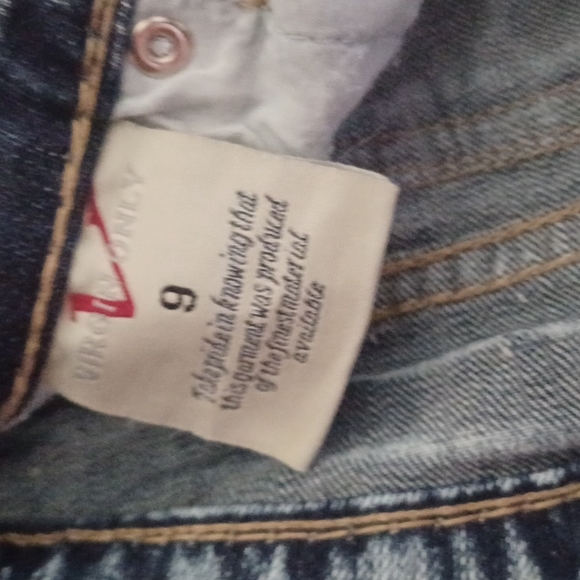 VIRGIN ONLY
9
Take pride in knowing that
this garment was produced
of the finest material
available